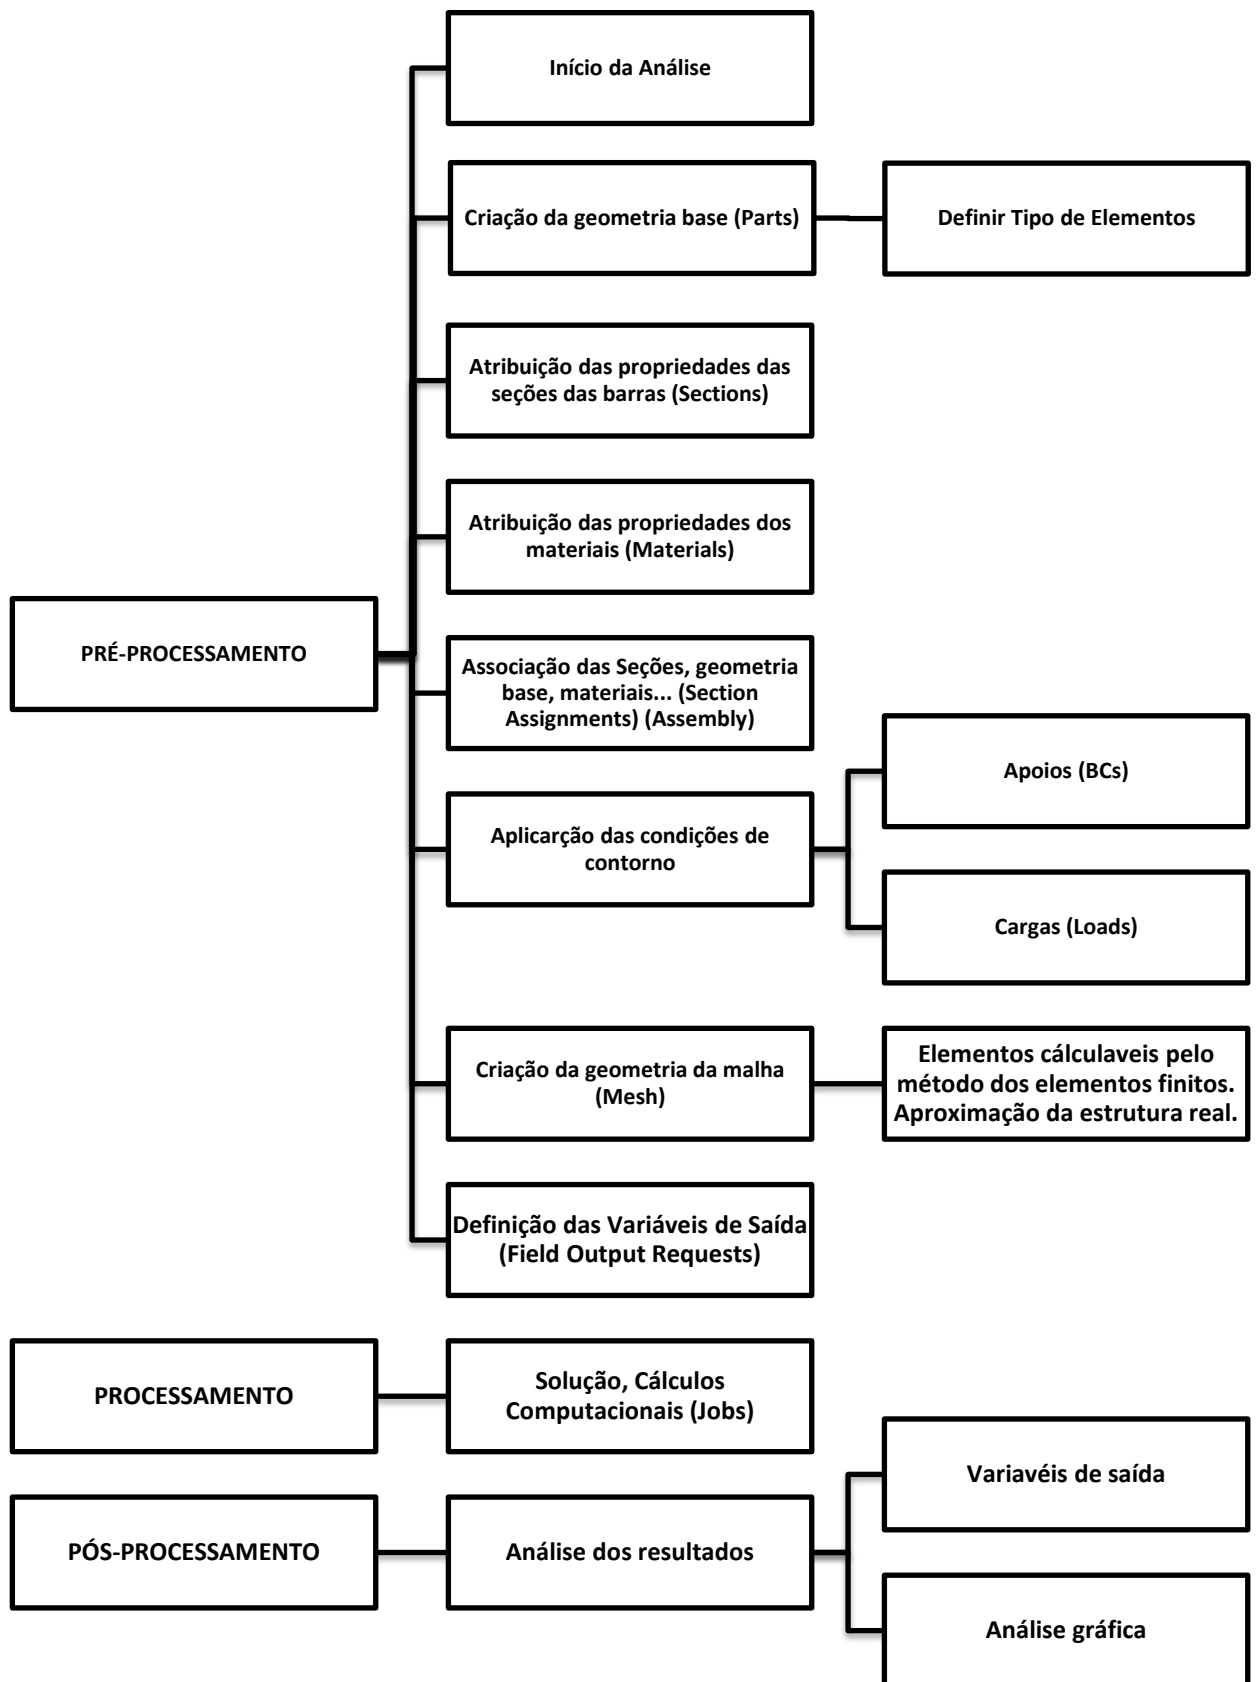 Início da Análise
Criação da geometria base (Parts)
Definir Tipo de Elementos
Atribuição das propriedades das
seções das barras (Sections)
Atribuição das propriedades dos
materiais (Materials)
PRÉ-PROCESSAMENTO
Associação das Seções, geometria
base, materiais... (Section
Assignments) (Assembly)
Aplicarção das condições de
contorno
Apoios (BCs)
Cargas (Loads)
Criação da geometria da malha
(Mesh)
Elementos cálculaveis pelo
método dos elementos finitos.
Aproximação da estrutura real.
Definição das Variáveis de Saída
(Field Output Requests)
PROCESSAMENTO
Solução, Cálculos
Computacionais (Jobs)
PÓS-PROCESSAMENTO
Análise dos resultados
Variavéis de saída
Análise gráfica